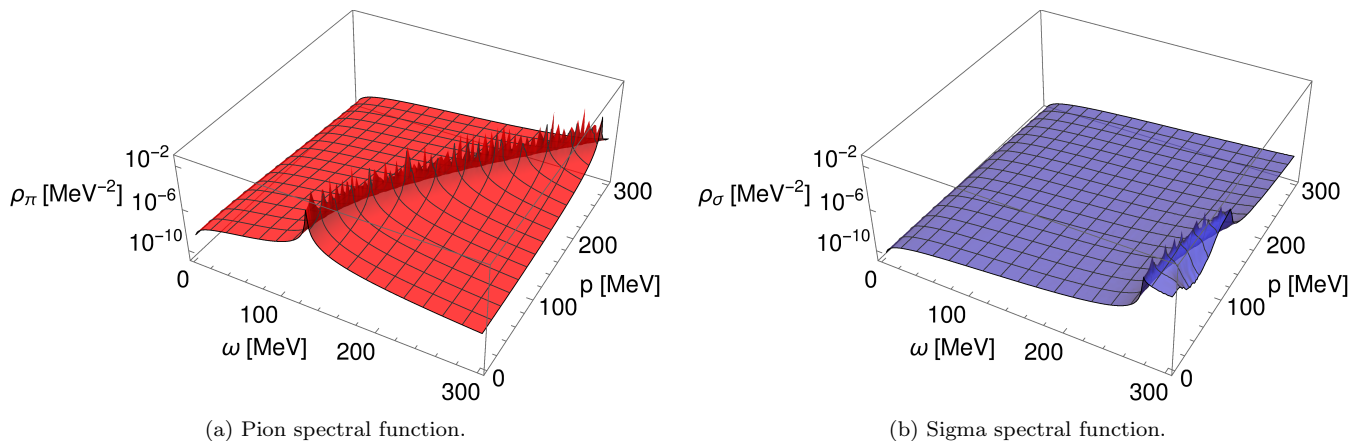 10⁻²
ρπ [MeV⁻²]
10⁻⁶
10⁻¹⁰
0
100
ω [MeV]
200
300
0
100
p [MeV]
200
300
(a) Pion spectral function.
10⁻²
ρσ [MeV⁻²]
10⁻⁶
10⁻¹⁰
0
100
ω [MeV]
200
300
0
100
p [MeV]
200
300
(b) Sigma spectral function.